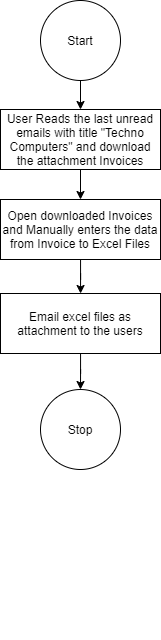 Start
User Reads the last unread
emails with title "Techno
Computers" and download
the attachment Invoices
Open downloaded Invoices
and Manually enters the data
from Invoice to Excel Files
Email excel files as
attachment to the users
Stop